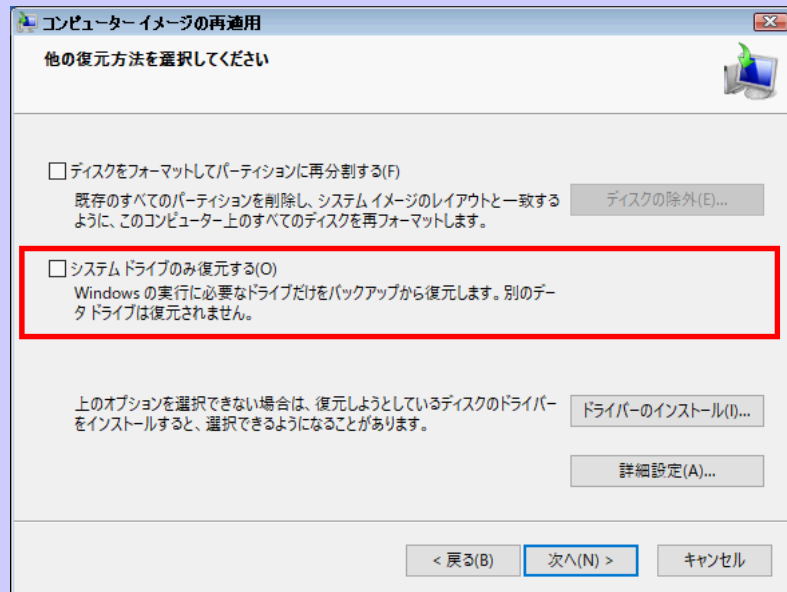 コンピューター イメージの再適用
他の復元方法を選択してください
ディスクをフォーマットしてパーティションに再分割する(F)
既存のすべてのパーティションを削除し、システム イメージのレイアウトと一致する
ように、このコンピューター上のすべてのディスクを再フォーマットします。
ディスクの除外(E)...
システム ドライブのみ復元する(O)
Windows の実行に必要なドライブだけをバックアップから復元します。別のデー
タ ドライブは復元されません。
上のオプションを選択できない場合は、復元しようとしているディスクのドライバー
をインストールすると、選択できるようになることがあります。
ドライバーのインストール(I)...
詳細設定(A)...
< 戻る(B)
次へ(N) >
キャンセル